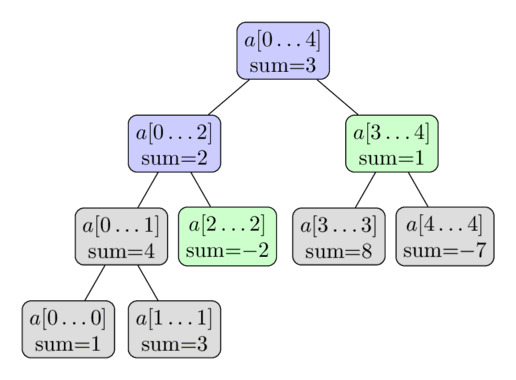 a[0 . . . 4]
sum=3
a[0 . . . 2]
sum=2
a[3 . . . 4]
sum=1
a[0 . . . 1]
sum=4
a[2 . . . 2]
sum=−2
a[3 . . . 3]
sum=8
a[4 . . . 4]
sum=−7
a[0 . . . 0]
sum=1
a[1 . . . 1]
sum=3